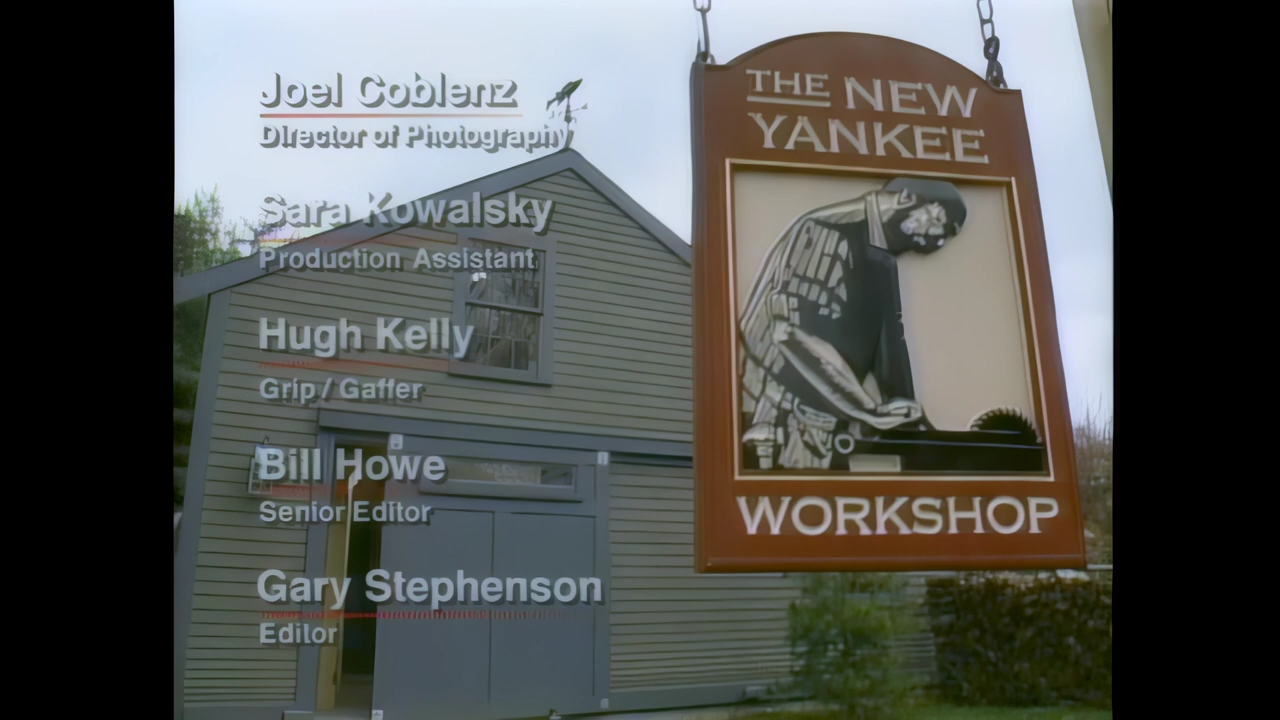 Joel Coblenz
Director of Photography
Sara Kowalsky
Production Assistant
Hugh Kelly
Grip / Gaffer
Bill Howe
Senior Editor
Gary Stephenson
Editor
THE NEW
YANKEE
WORKSHOP